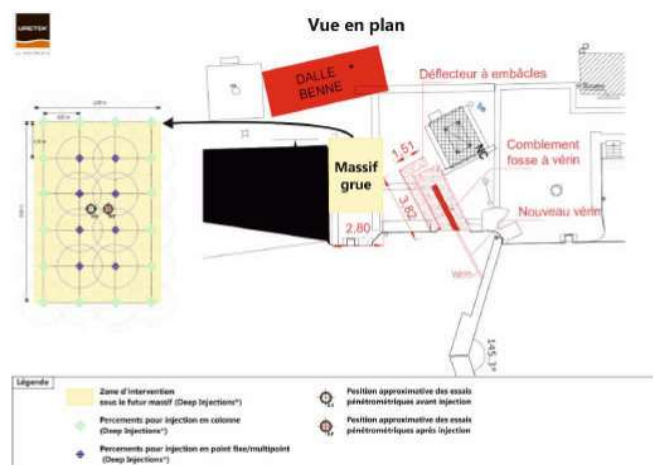 URETEK
Vue en plan
DALLE
BENNE
Déflecteur à embâcles
1.51
Massif
grue
Comblement
fosse à vérin
NC
3.82
2.80
Nouveau vérin
Vérin
145.3°
Légende
Zone d'intervention
sous le futur massif (Deep Injections®)
Percements pour injection en colonne
(Deep Injections®)
Percements pour injection en point fixe/multipoint
(Deep Injections®)
Position approximative des essais
pénétrométriques avant injection
Position approximative des essais
pénétrométriques après injection